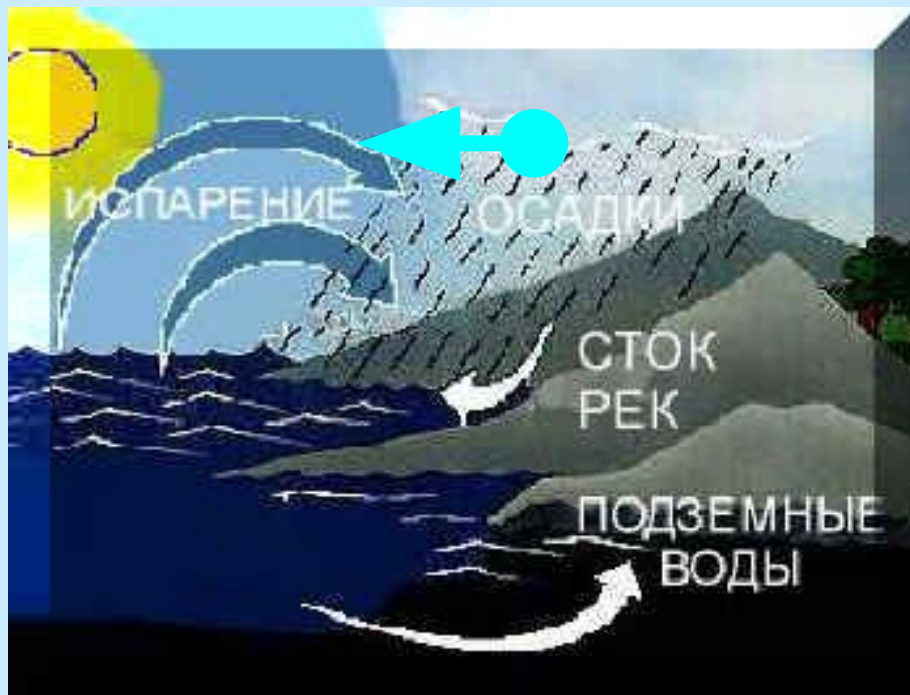 ИСПАРЕНИЕ
ОСАДКИ
СТОК
РЕК
ПОДЗЕМНЫЕ
ВОДЫ